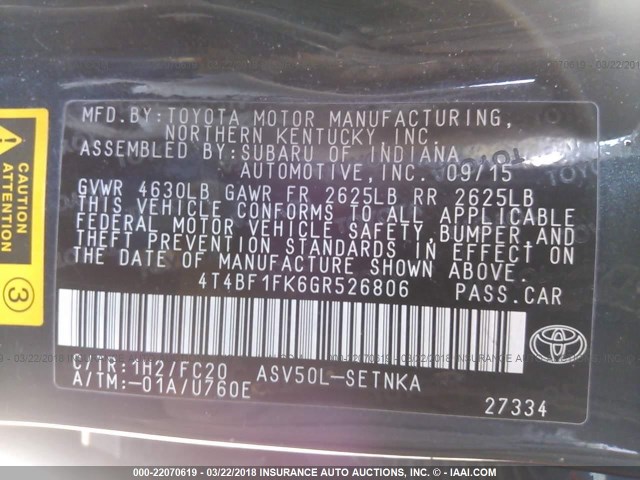 MFD.BY:TOYOTA MOTOR MANUFACTURING,
NORTHERN KENTUCKY,INC.
ASSEMBLED BY:SUBARU OF INDIANA
AUTOMOTIVE,INC. 09/15
GVWR 4630LB GAWR FR 2625LB RR 2625LB
THIS VEHICLE CONFORMS TO ALL APPLICABLE
FEDERAL MOTOR VEHICLE SAFETY,BUMPER,AND
THEFT PREVENTION STANDARDS IN EFFECT ON
THE DATE OF MANUFACTURE SHOWN ABOVE.
4T4BF1FK6GR526806 PASS.CAR
C/TR:1H2/FC20 ASV50L-SETNKA
A/TM:-01A/U760E
27334
CAUTION
3
TOYOTA
000-22070619 - 03/22/2018 INSURANCE AUTO AUCTIONS, INC. - IAAI.COM